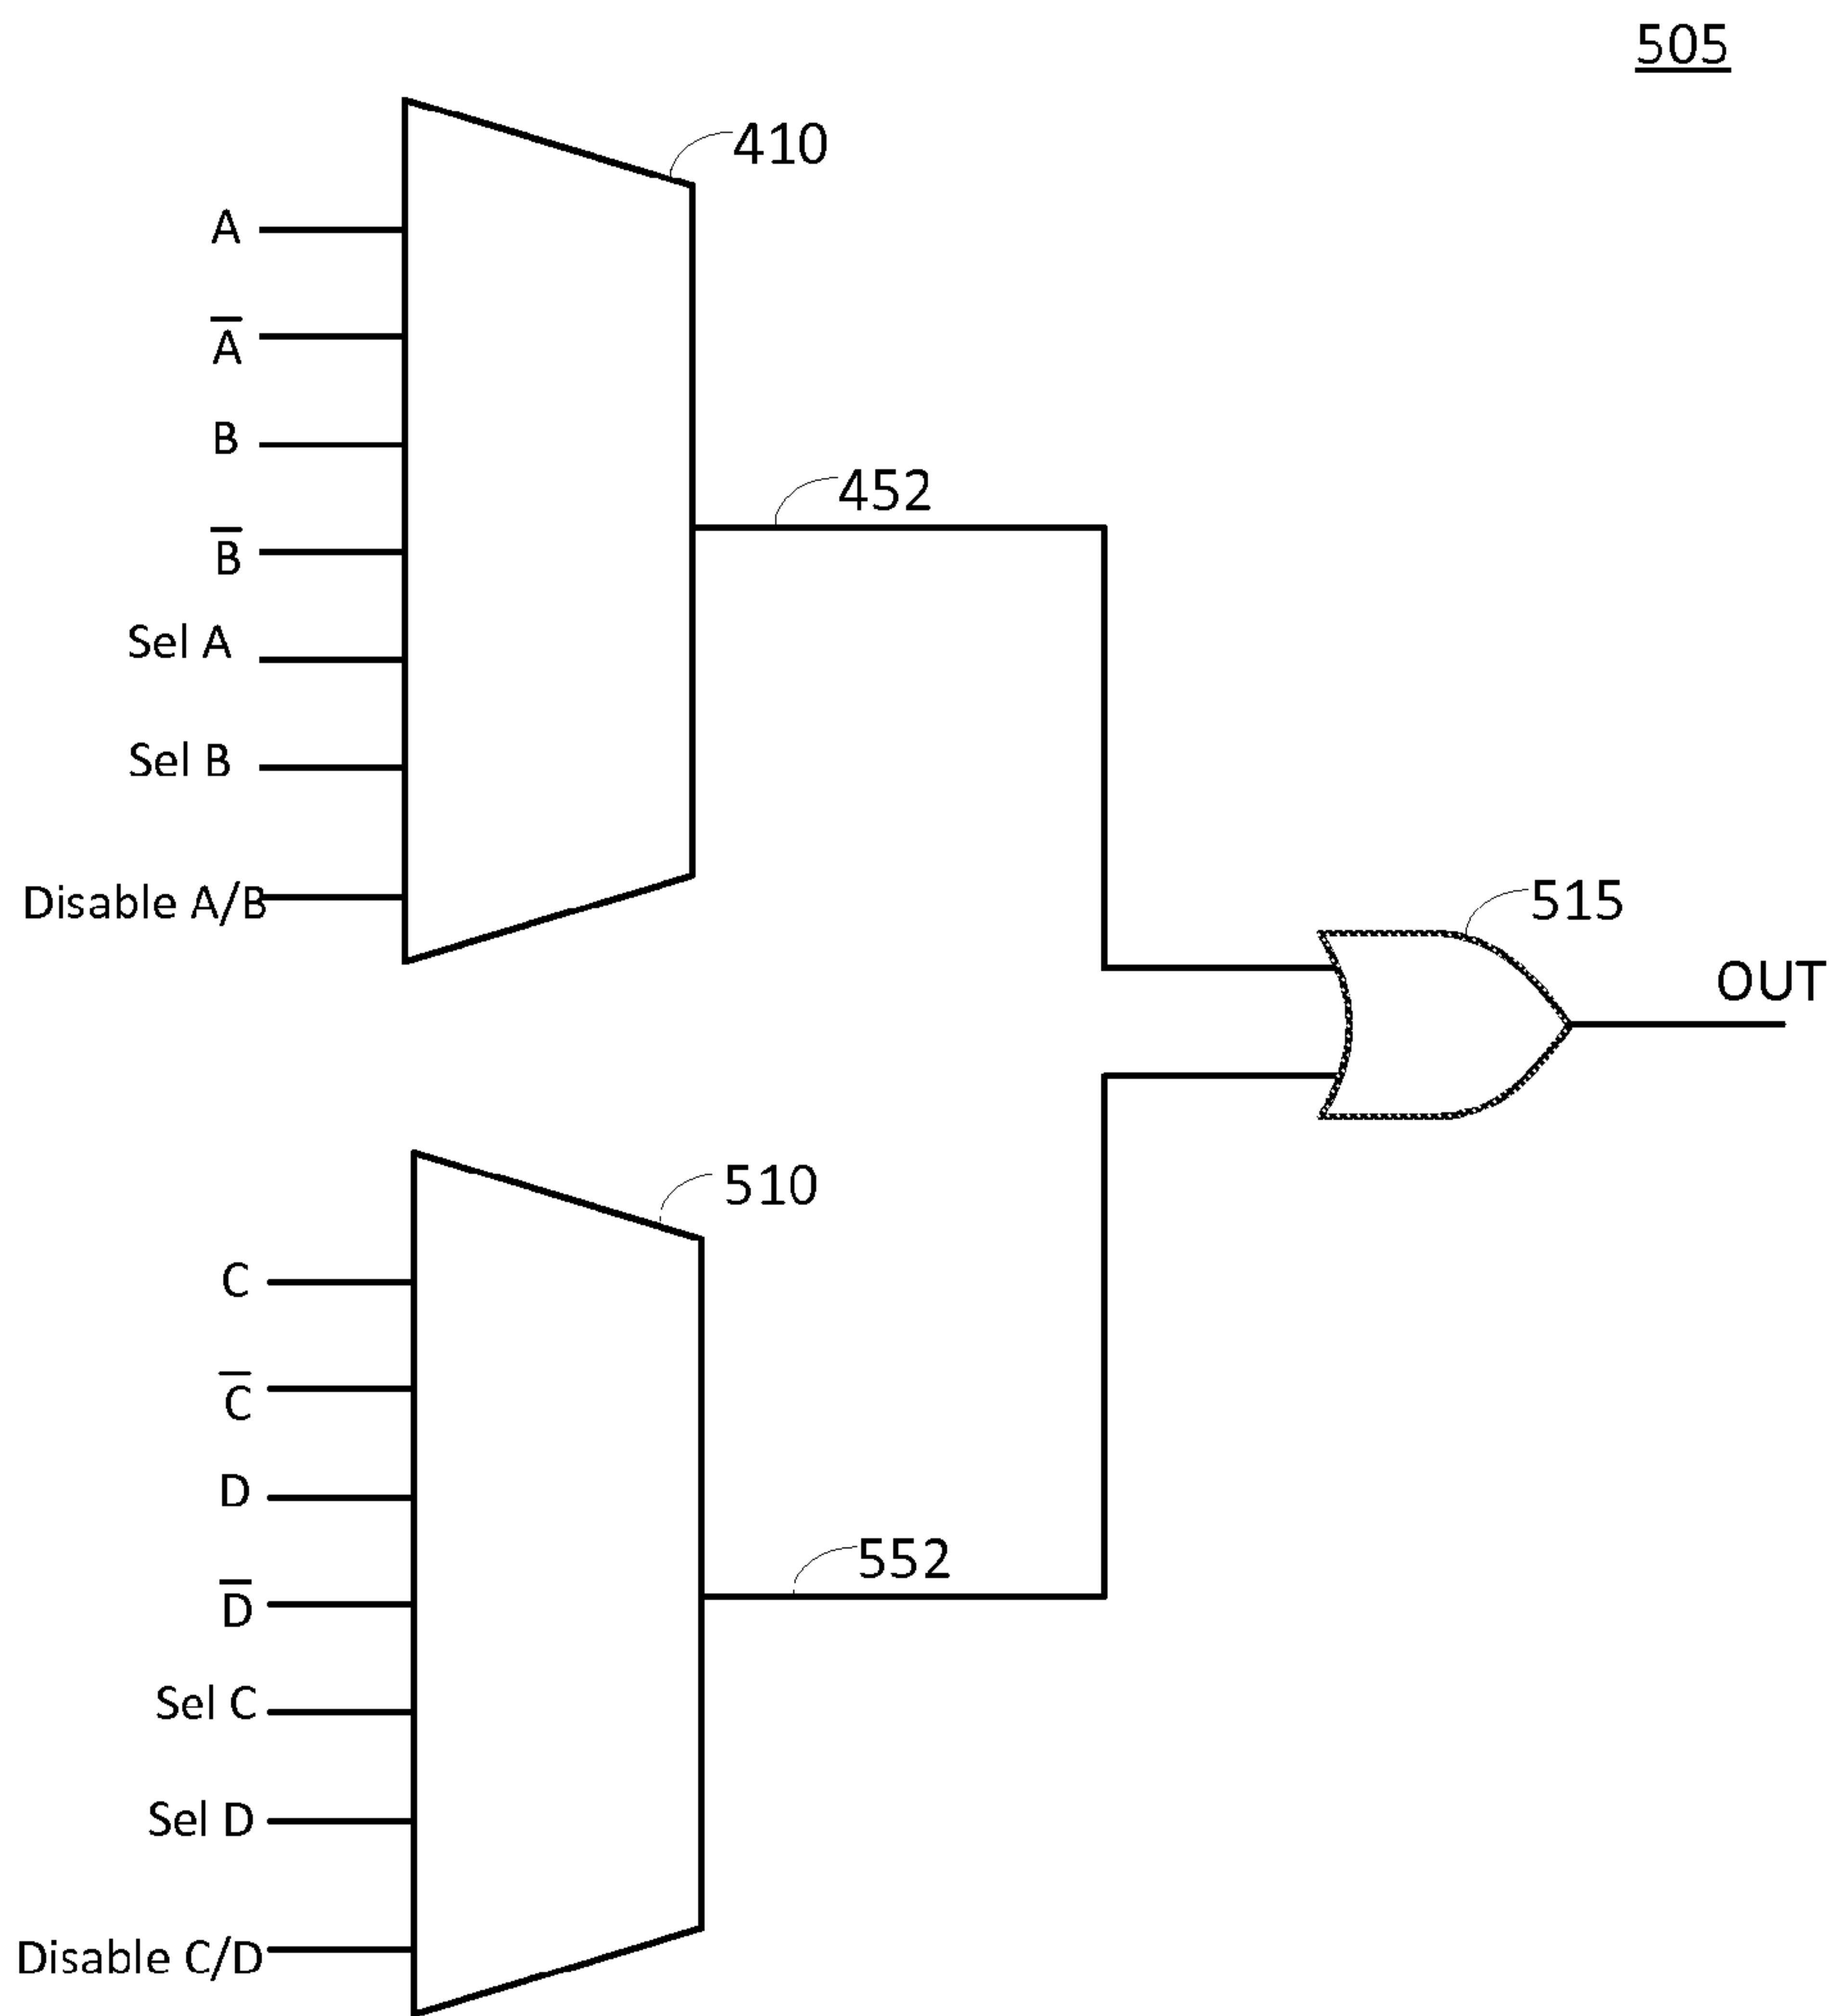 505
410
A
A̅
B
B̅
452
Sel A
Sel B
Disable A/B
515
OUT
510
C
C̅
D
D̅
552
Sel C
Sel D
Disable C/D